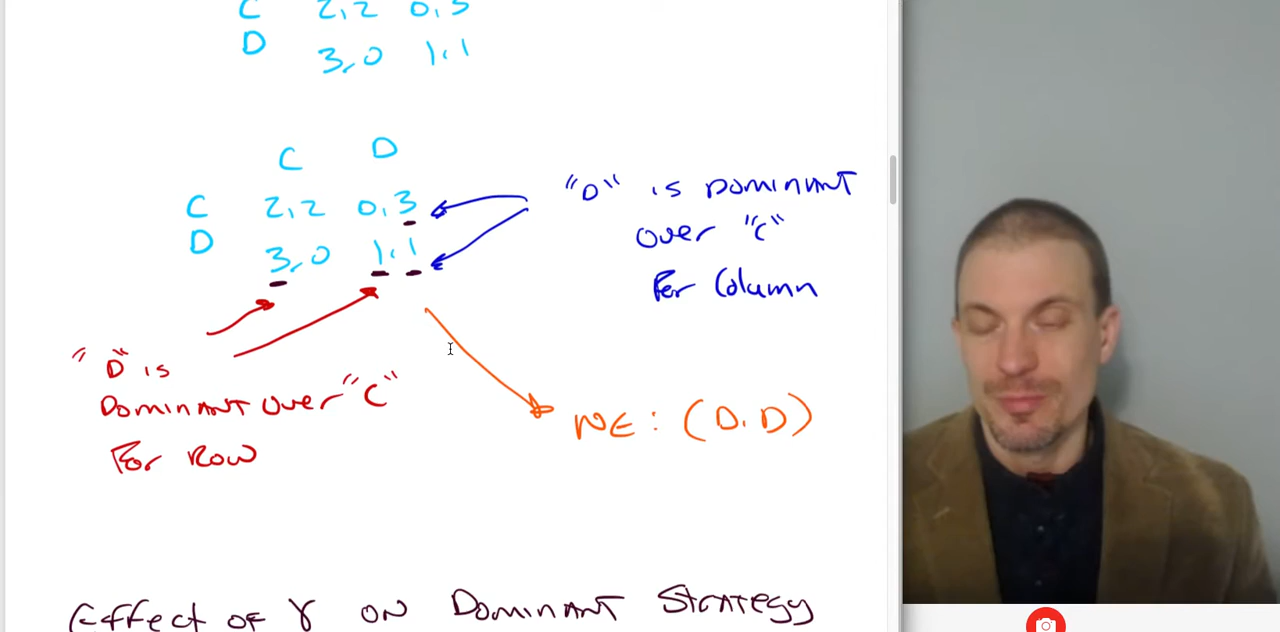 C 2,2 0,3
D 3,0 1,1
C D
C 2,2 0,3
D 3,0 1,1
"D" is DOMINANT
Over "C"
For Column
"D" is
DOMINANT Over "C"
For Row
NE: (D,D)
Effect of γ ON DOMINANT STRATEGY